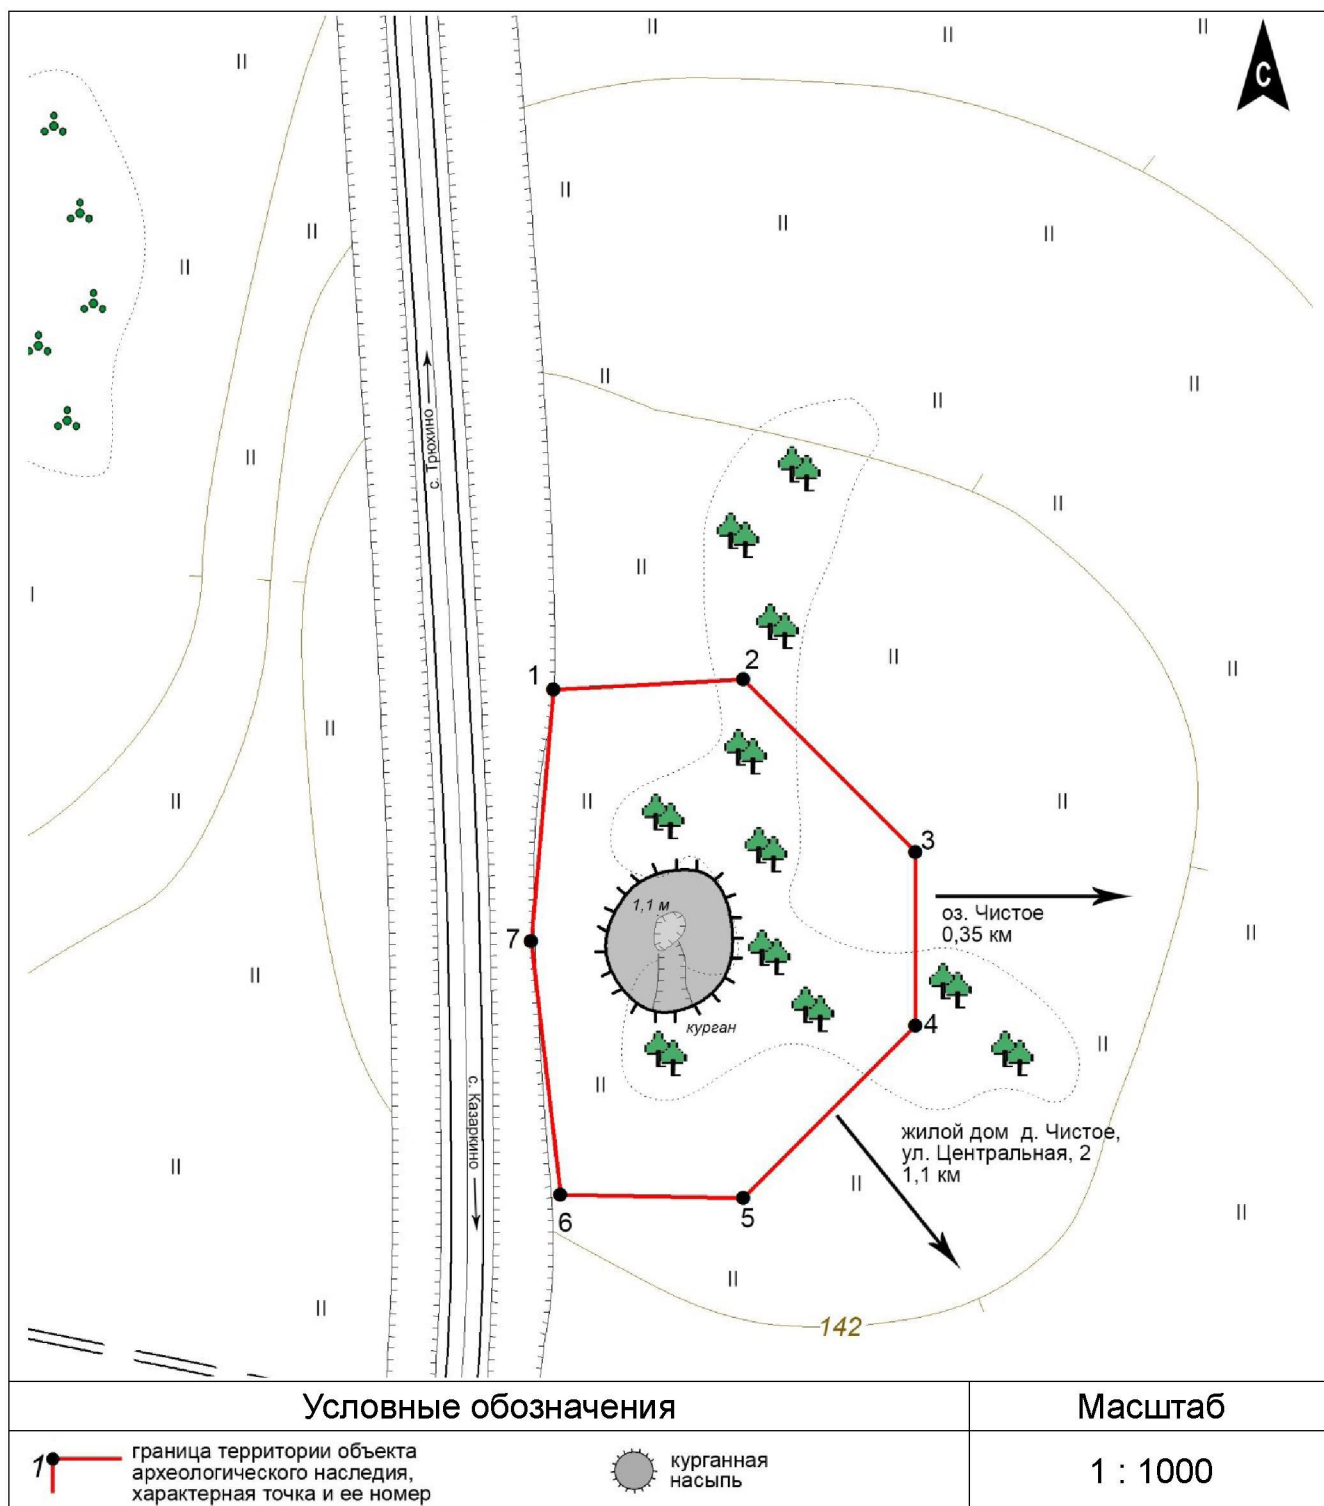 С
с. Трюхино
1
2
3
оз. Чистое
0,35 км
1,1 м
7
4
курган
с. Казаркино
жилой дом д. Чистое,
ул. Центральная, 2
1,1 км
6
5
142
Условные обозначения
Масштаб
1
граница территории объекта
археологического наследия,
характерная точка и ее номер
курганная
насыпь
1 : 1000